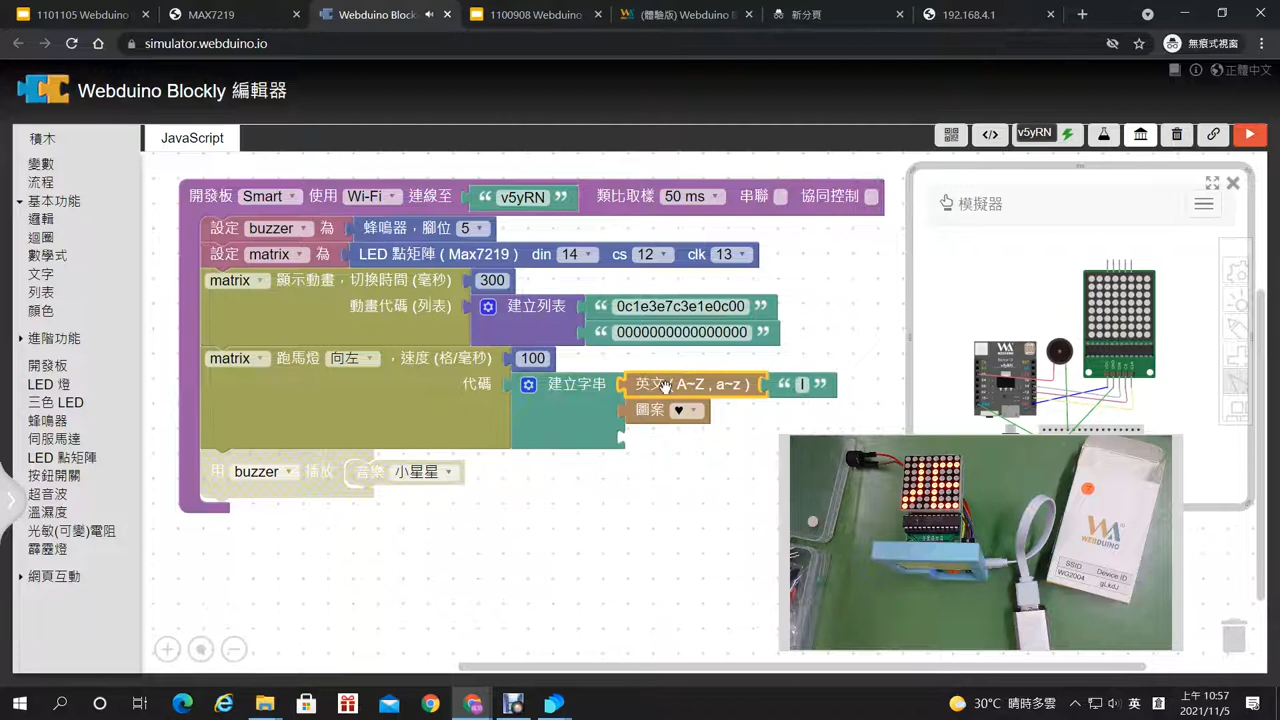 1101105 Webduino
MAX7219
Webduino Block
1100908 Webduino
(體驗版) Webduino B
新分頁
192.168.4.1
simulator.webduino.io
無痕式視窗
Webduino Blockly 編輯器
正體中文
積木
JavaScript
v5yRN
變數
流程
基本功能
邏輯
迴圈
數學式
文字
列表
顏色
進階功能
開發板
LED 燈
三色 LED
蜂鳴器
伺服馬達
LED 點矩陣
按鈕開關
超音波
溫濕度
光敏(可變)電阻
霹靂燈
網頁互動
開發板 Smart 使用 Wi-Fi 連線至 “ v5yRN ” 類比取樣 50 ms 串聯 協同控制
設定 buzzer 為 蜂鳴器，腳位 5
設定 matrix 為 LED 點矩陣 ( Max7219 ) din 14 cs 12 clk 13
matrix 顯示動畫，切換時間 (毫秒) 300
動畫代碼 (列表) 建立列表 “ 0c1e3e7c3e1e0c00 ”
“ 0000000000000000 ”
matrix 跑馬燈 向左 ，速度 (格/毫秒) 100
代碼 建立字串 英文 ( A~Z , a~z ) “ I ”
圖案 ♥
用 buzzer 播放 音樂 小星星
模擬器
WEBDUINO
SSID Device ID
WG2004 gLkdJ
7
30°C 晴時多雲
英
上午 10:57
2021/11/5